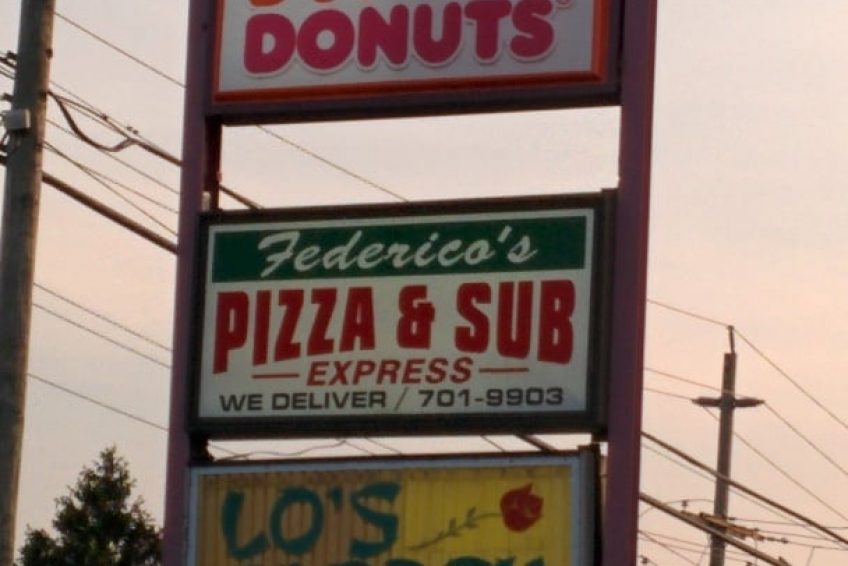 DONUTS
Federico's
PIZZA & SUB
EXPRESS
WE DELIVER / 701-9903
LO'S